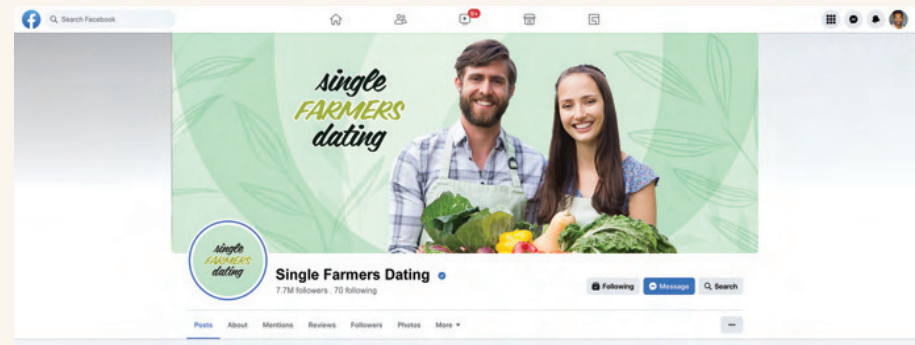 Search Facebook
9+
single
FARMERS
dating
single
FARMERS
dating
Single Farmers Dating
7.7M followers . 70 following
Following
Message
Search
Posts About Mentions Reviews Followers Photos More